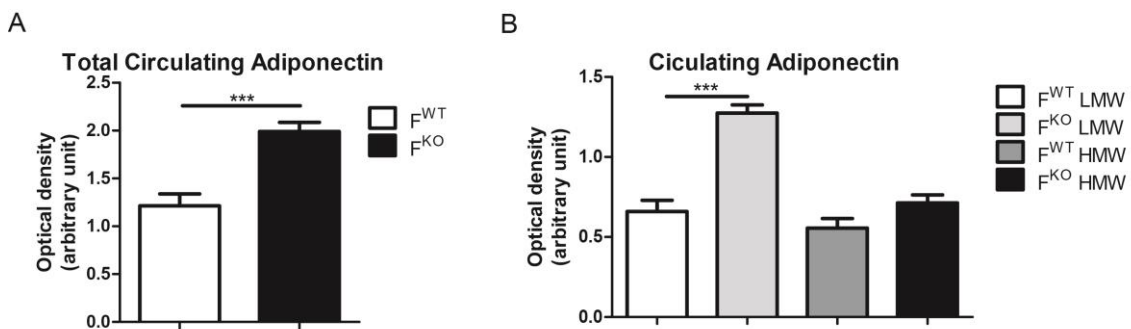 A
Total Circulating Adiponectin
Optical density
(arbitrary unit)
2.5
2.0
1.5
1.0
0.5
0.0
***
F^WT
F^KO
B
Ciculating Adiponectin
Optical density
(arbitrary unit)
1.5
1.0
0.5
0.0
***
F^WT LMW
F^KO LMW
F^WT HMW
F^KO HMW